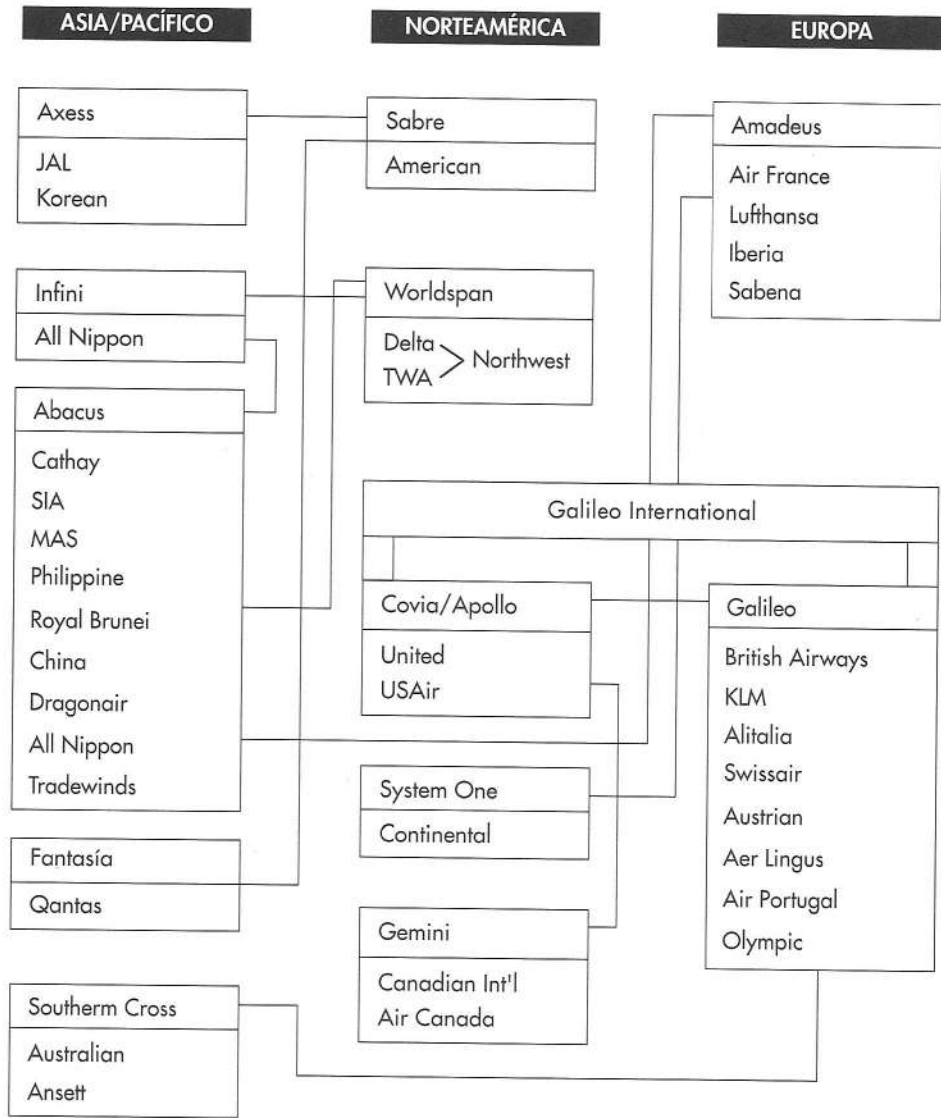 ASIA/PACÍFICO
Axess
JAL
Korean
Infini
All Nippon
Abacus
Cathay
SIA
MAS
Philippine
Royal Brunei
China
Dragonair
All Nippon
Tradewinds
Fantasía
Qantas
Southerm Cross
Australian
Ansett
NORTEAMÉRICA
Sabre
American
Worldspan
Delta
TWA
Northwest
Galileo International
Covia/Apollo
United
USAir
System One
Continental
Gemini
Canadian Int'l
Air Canada
EUROPA
Amadeus
Air France
Lufthansa
Iberia
Sabena
Galileo
British Airways
KLM
Alitalia
Swissair
Austrian
Aer Lingus
Air Portugal
Olympic